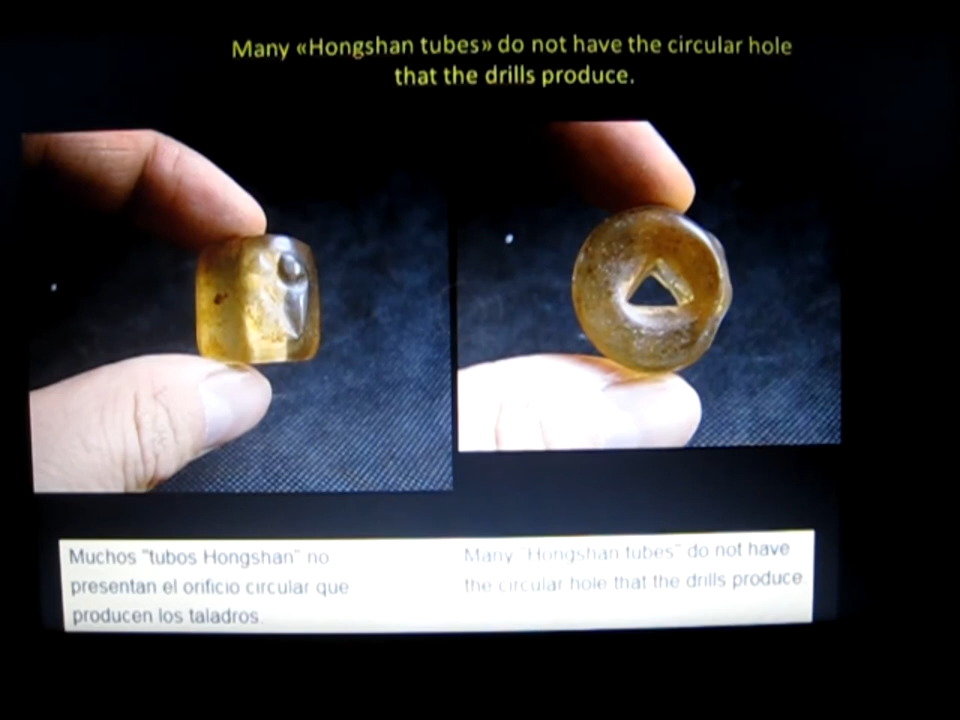 Many «Hongshan tubes» do not have the circular hole
that the drills produce.
Muchos "tubos Hongshan" no
presentan el orificio circular que
producen los taladros.
Many "Hongshan tubes" do not have
the circular hole that the drills produce.